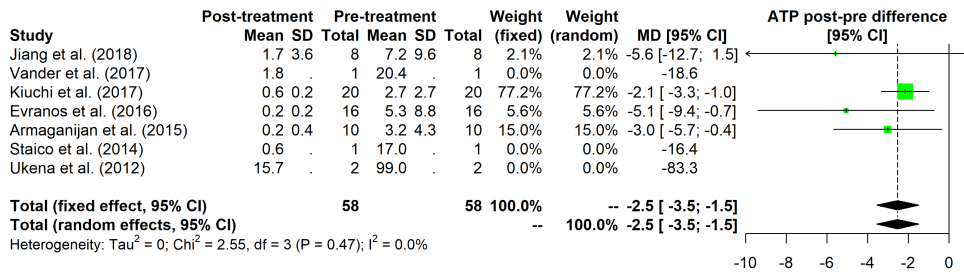 Post-treatment Pre-treatment Weight Weight ATP post-pre difference
Study Mean SD Total Mean SD Total (fixed) (random) MD [95% CI] [95% CI]
Jiang et al. (2018) 1.7 3.6 8 7.2 9.6 8 2.1% 2.1% -5.6 [-12.7; 1.5]
Vander et al. (2017) 1.8 . 1 20.4 . 1 0.0% 0.0% -18.6
Kiuchi et al. (2017) 0.6 0.2 20 2.7 2.7 20 77.2% 77.2% -2.1 [ -3.3; -1.0]
Evranos et al. (2016) 0.2 0.2 16 5.3 8.8 16 5.6% 5.6% -5.1 [ -9.4; -0.7]
Armaganijan et al. (2015) 0.2 0.4 10 3.2 4.3 10 15.0% 15.0% -3.0 [ -5.7; -0.4]
Staico et al. (2014) 0.6 . 1 17.0 . 1 0.0% 0.0% -16.4
Ukena et al. (2012) 15.7 . 2 99.0 . 2 0.0% 0.0% -83.3
Total (fixed effect, 95% CI) 58 58 100.0% -- -2.5 [ -3.5; -1.5]
Total (random effects, 95% CI) -- 100.0% -2.5 [ -3.5; -1.5]
Heterogeneity: Tau² = 0; Chi² = 2.55, df = 3 (P = 0.47); I² = 0.0%
-10 -8 -6 -4 -2 0